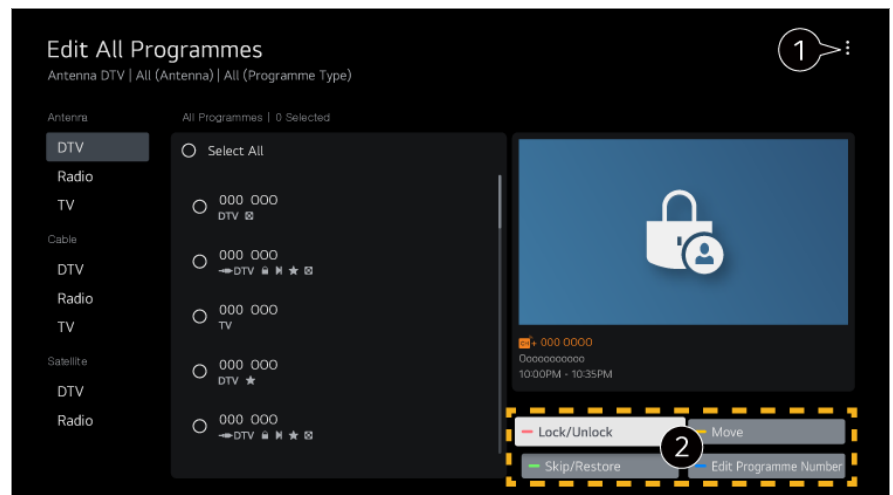 Edit All Programmes
Antenna DTV | All (Antenna) | All (Programme Type)
1
Antenna
DTV
Radio
TV
Cable
DTV
Radio
TV
Satellite
DTV
Radio
All Programmes | 0 Selected
Select All
000 000
DTV
000 000
DTV
000 000
TV
000 000
DTV ★
000 000
DTV
CH+ 000 0000
Oooooooooo
10:00PM - 10:35PM
Lock/Unlock
Move
2
Skip/Restore
Edit Programme Number